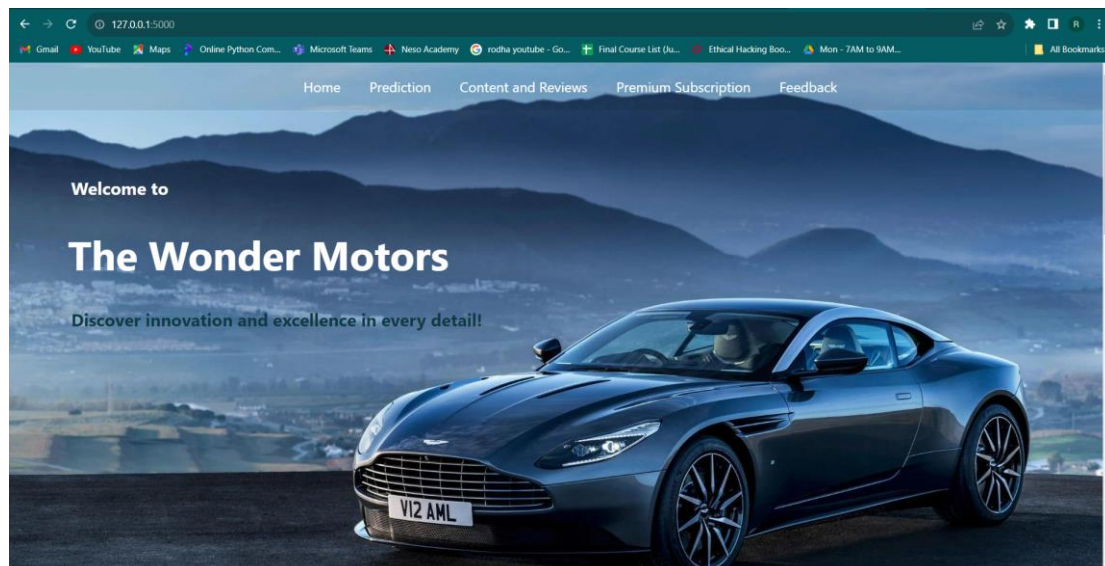 127.0.0.1:5000
R
Gmail YouTube Maps Online Python Com... Microsoft Teams Neso Academy rodha youtube - Go... Final Course List (Ju... Ethical Hacking Boo... Mon - 7AM to 9AM... All Bookmarks
Home Prediction Content and Reviews Premium Subscription Feedback
Welcome to
The Wonder Motors
Discover innovation and excellence in every detail!
V12 AML